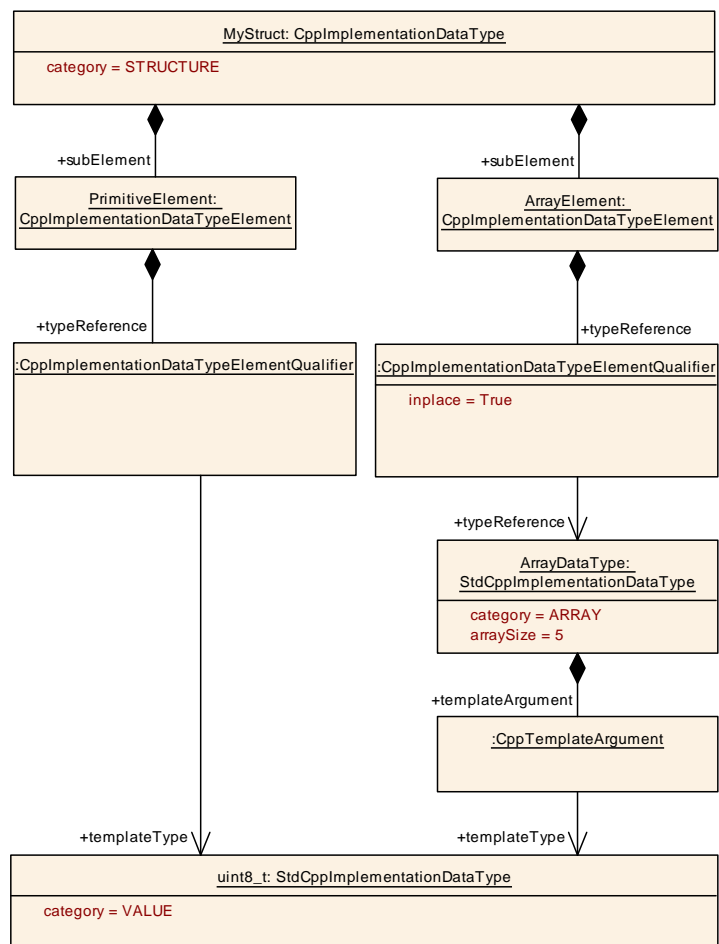 MyStruct: CppImplementationDataType
category = STRUCTURE
+subElement
+subElement
PrimitiveElement:
CppImplementationDataTypeElement
ArrayElement:
CppImplementationDataTypeElement
+typeReference
+typeReference
:CppImplementationDataTypeElementQualifier
:CppImplementationDataTypeElementQualifier
inplace = True
+typeReference
ArrayDataType:
StdCppImplementationDataType
category = ARRAY
arraySize = 5
+templateArgument
:CppTemplateArgument
+templateType
+templateType
uint8_t: StdCppImplementationDataType
category = VALUE